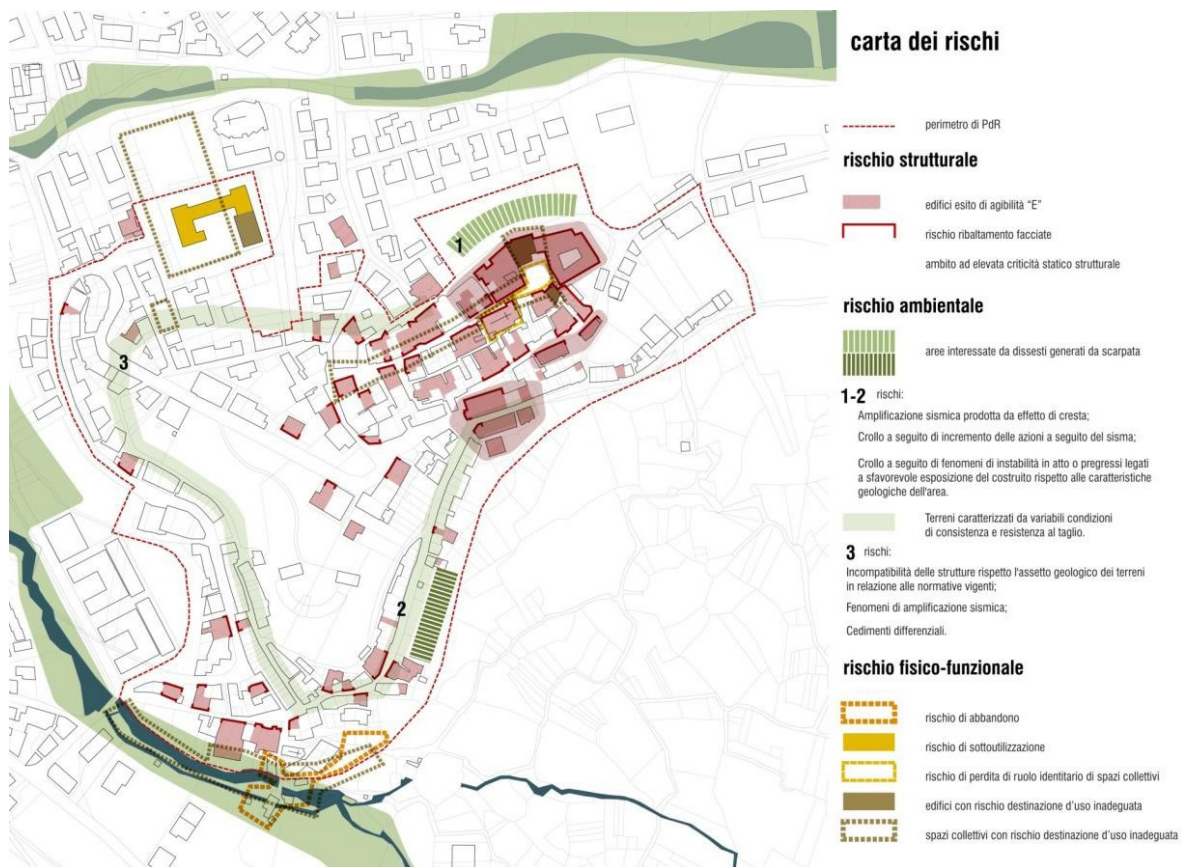 carta dei rischi
perimetro di PdR
rischio strutturale
edifici esito di agibilità “E”
rischio ribaltamento facciate
ambito ad elevata criticità statico strutturale
rischio ambientale
aree interessate da dissesti generati da scarpata
1-2 rischi:
Amplificazione sismica prodotta da effetto di cresta;
Crollo a seguito di incremento delle azioni a seguito del sisma;
Crollo a seguito di fenomeni di instabilità in atto o pregressi legati
a sfavorevole esposizione del costruito rispetto alle caratteristiche
geologiche dell'area.
Terreni caratterizzati da variabili condizioni
di consistenza e resistenza al taglio.
3 rischi:
Incompatibilità delle strutture rispetto l'assetto geologico dei terreni
in relazione alle normative vigenti;
Fenomeni di amplificazione sismica;
Cedimenti differenziali.
rischio fisico-funzionale
rischio di abbandono
rischio di sottoutilizzazione
rischio di perdita di ruolo identitario di spazi collettivi
edifici con rischio destinazione d'uso inadeguata
spazi collettivi con rischio destinazione d'uso inadeguata
1
3
2